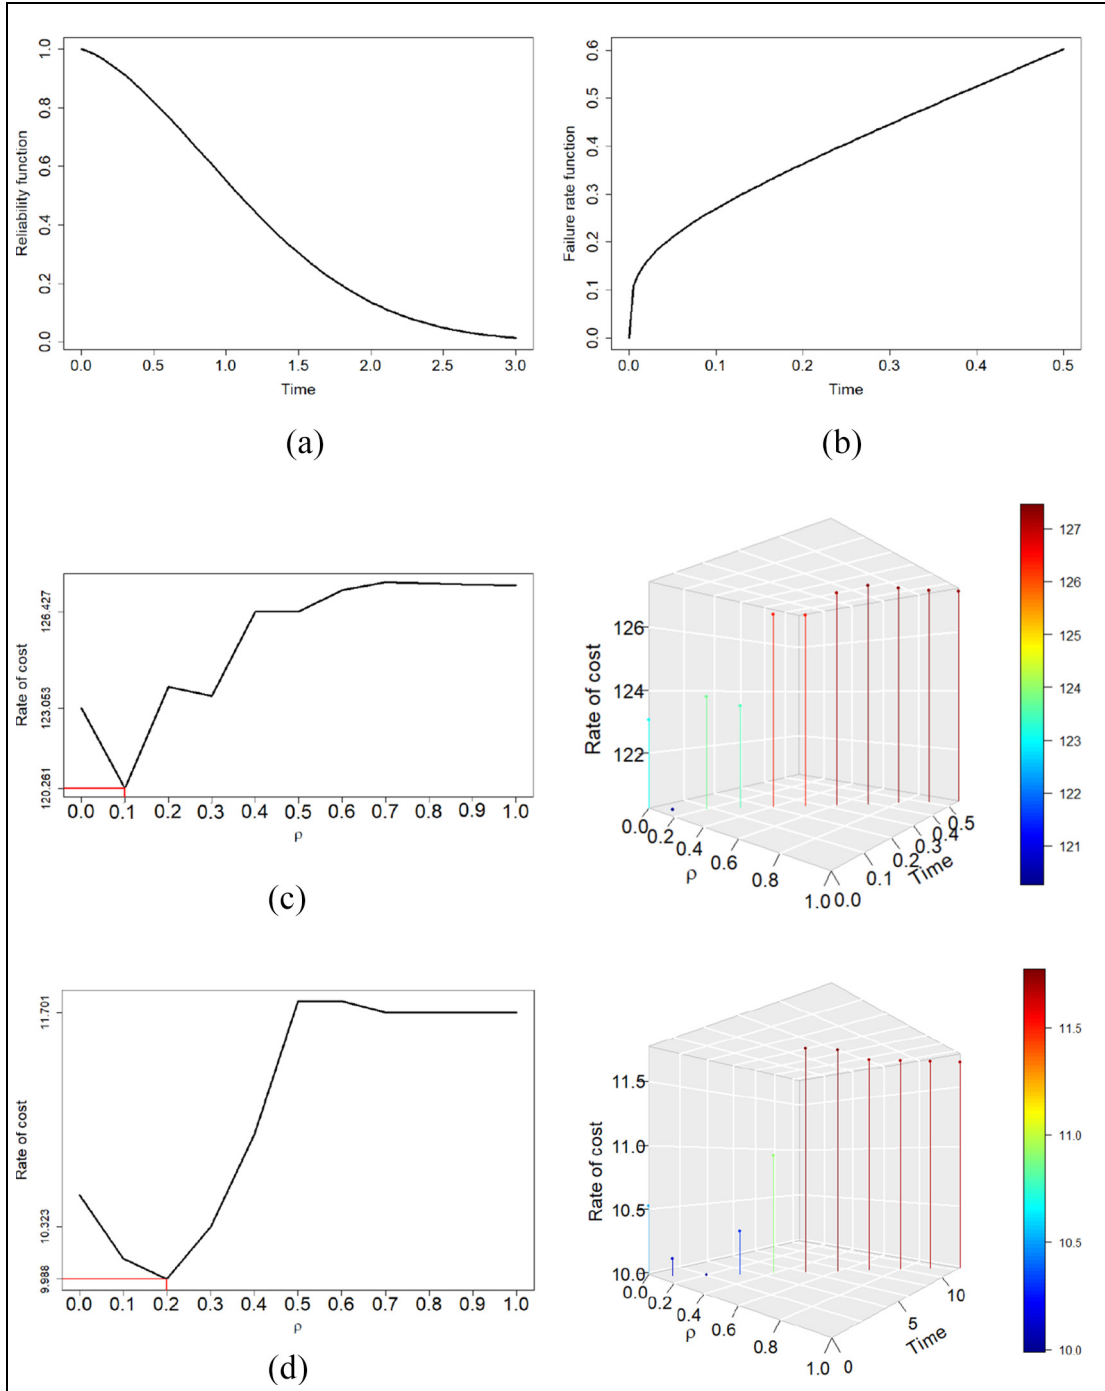 Reliability function
0.0 0.2 0.4 0.6 0.8 1.0
0.0 0.5 1.0 1.5 2.0 2.5 3.0
Time
(a)
Failure rate function
0.0 0.1 0.2 0.3 0.4 0.5 0.6
0.0 0.1 0.2 0.3 0.4 0.5
Time
(b)
Rate of cost
120.261 123.053 126.427
0.0 0.1 0.2 0.3 0.4 0.5 0.6 0.7 0.8 0.9 1.0
ρ
(c)
Rate of cost
126
124
122
0.0 0.2 0.4 0.6 0.8 1.0
ρ
0.0 0.1 0.2 0.3 0.4 0.5
Time
127
126
125
124
123
122
121
Rate of cost
9.988 10.323 11.701
0.0 0.1 0.2 0.3 0.4 0.5 0.6 0.7 0.8 0.9 1.0
ρ
(d)
Rate of cost
11.5
11.0
10.5
10.0
0.0 0.2 0.4 0.6 0.8 1.0
ρ
0 5 10
Time
11.5
11.0
10.5
10.0